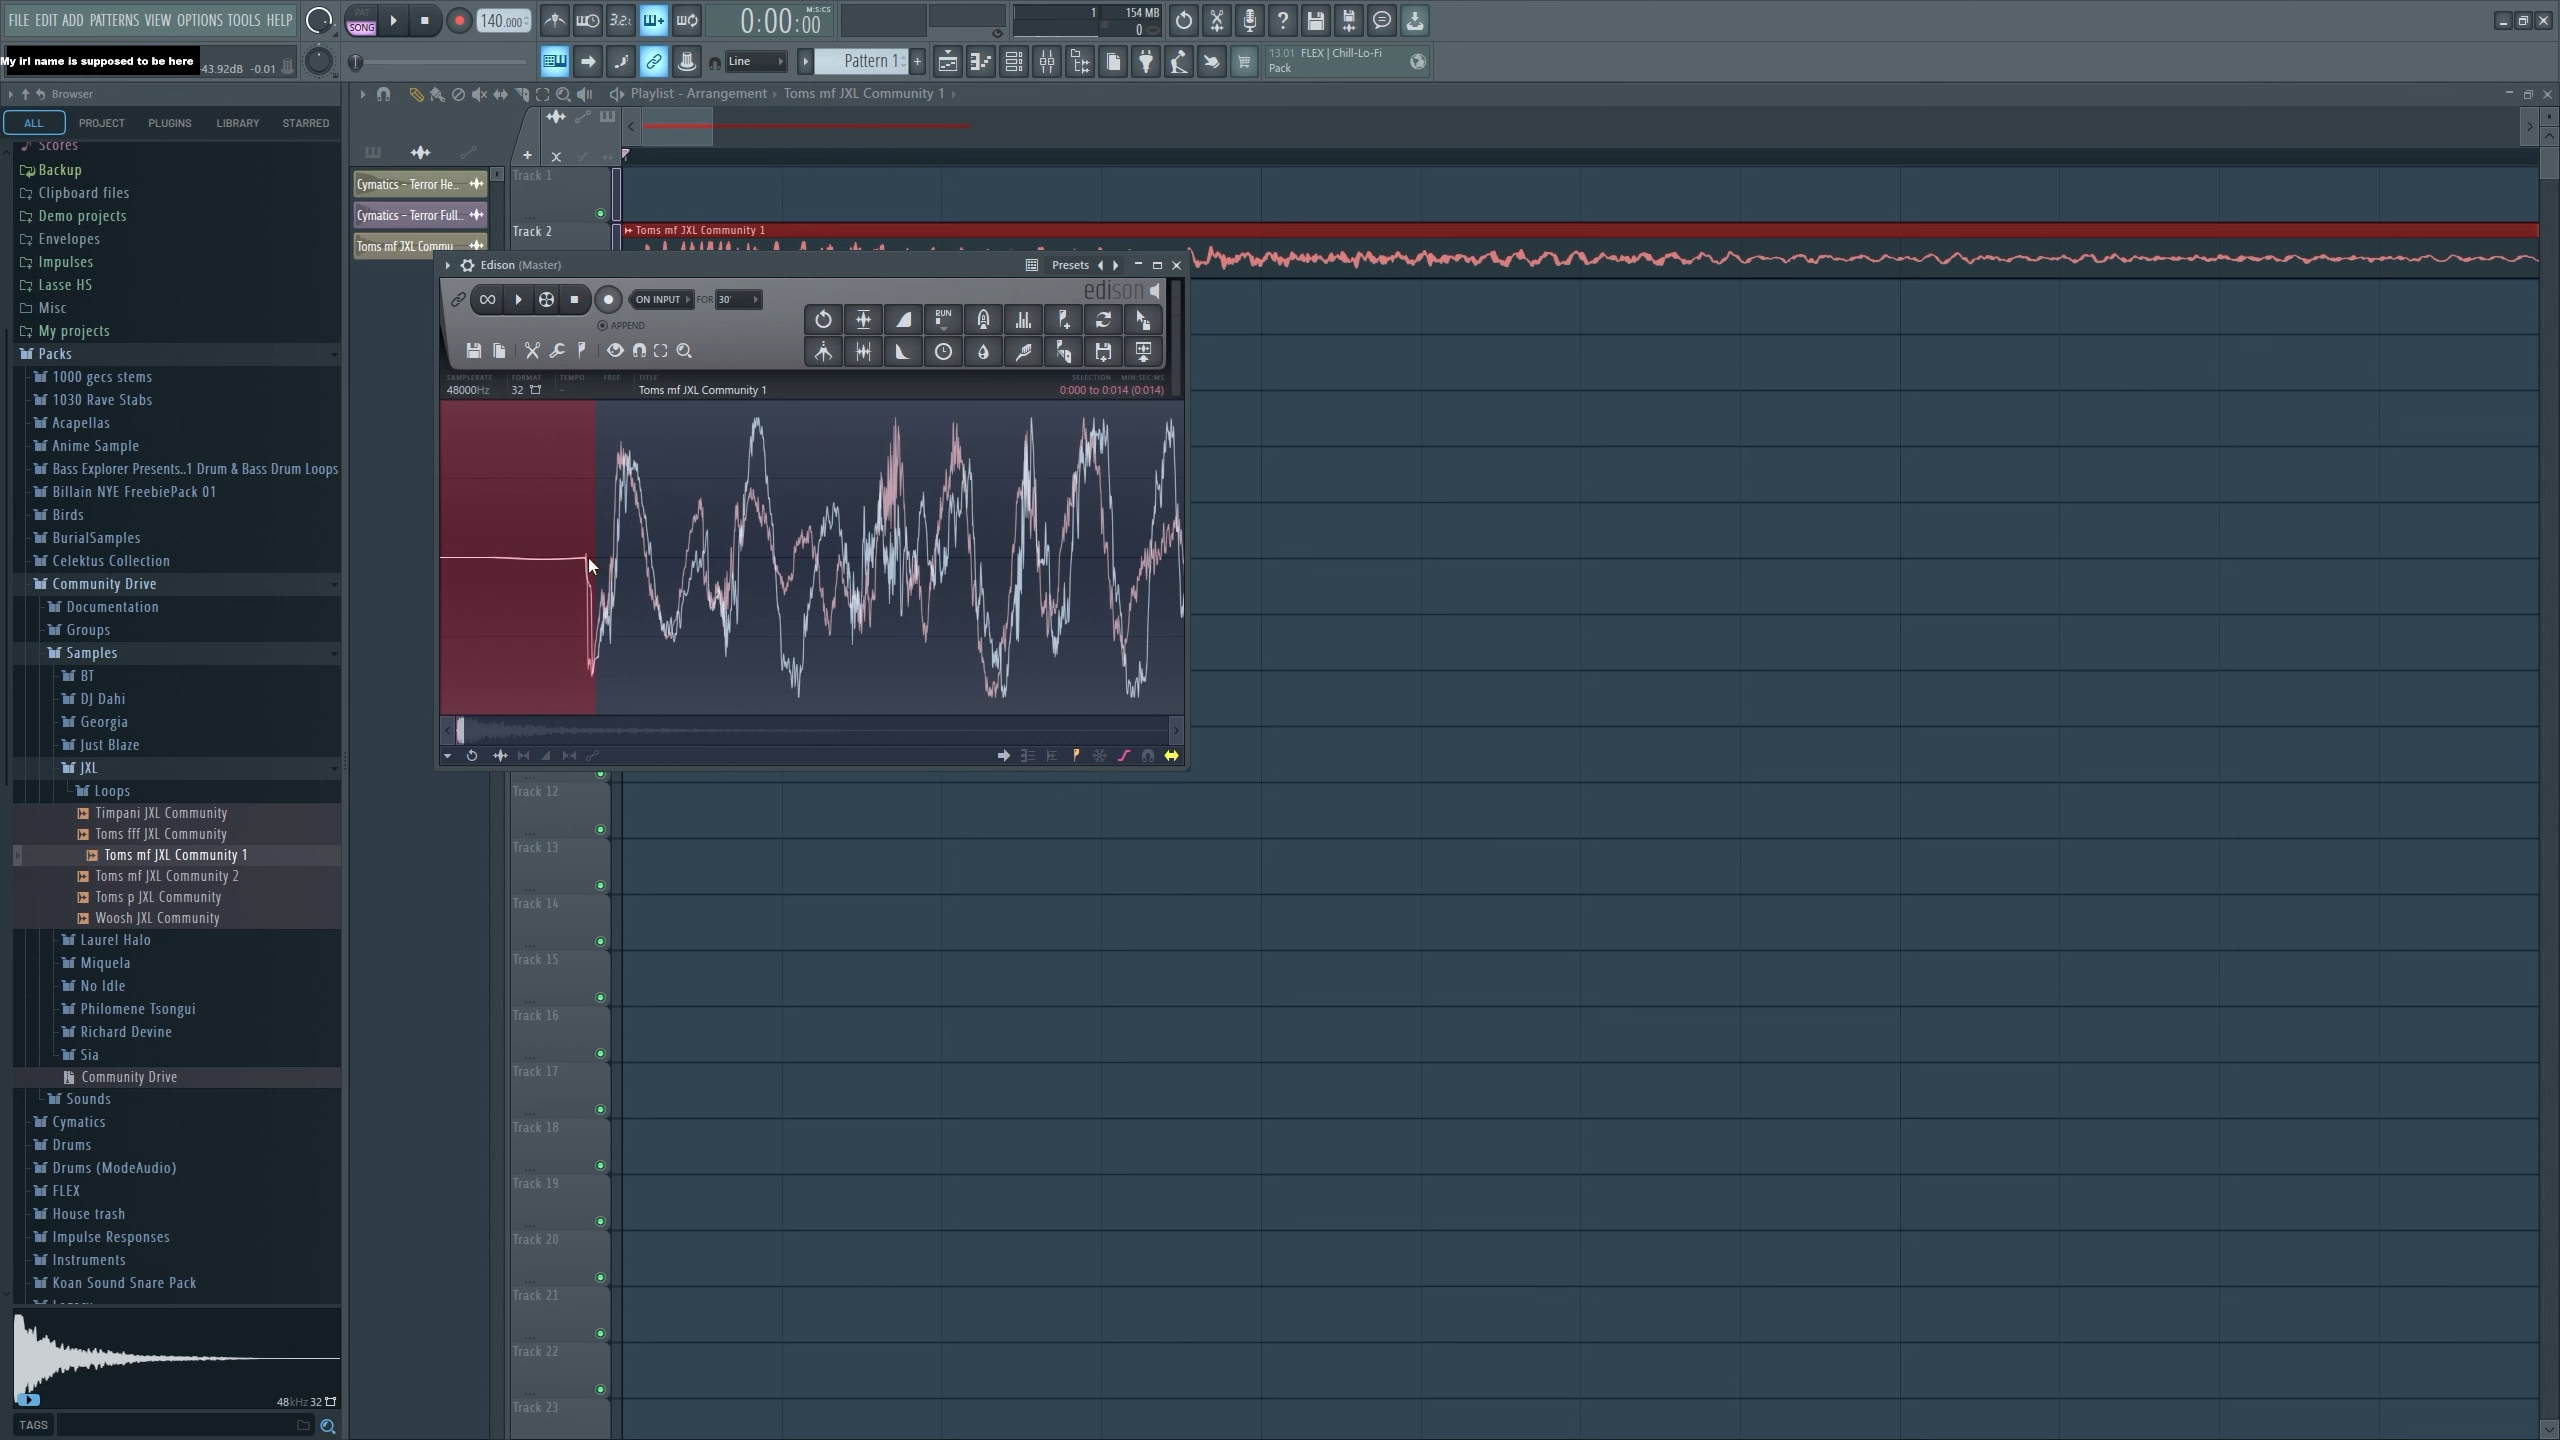 FILE EDIT ADD PATTERNS VIEW OPTIONS TOOLS HELP
PAT
SONG
140.000
3.2.
0:00:00
M:S:CS
1
154 MB
0
My irl name is supposed to be here
-43.92dB -0.01
Line
Pattern 1
+
13.01 FLEX | Chill-Lo-Fi
Pack
Browser
Playlist - Arrangement
Toms mf JXL Community 1
ALL
PROJECT
PLUGINS
LIBRARY
STARRED
Scores
Backup
Clipboard files
Demo projects
Envelopes
Impulses
Lasse HS
Misc
My projects
Packs
1000 gecs stems
1030 Rave Stabs
Acapellas
Anime Sample
Bass Explorer Presents..1 Drum & Bass Drum Loops
Billain NYE FreebiePack 01
Birds
BurialSamples
Celektus Collection
Community Drive
Documentation
Groups
Samples
BT
DJ Dahi
Georgia
Just Blaze
JXL
Loops
Timpani JXL Community
Toms fff JXL Community
Toms mf JXL Community 1
Toms mf JXL Community 2
Toms p JXL Community
Woosh JXL Community
Laurel Halo
Miquela
No Idle
Philomene Tsongui
Richard Devine
Sia
Community Drive
Sounds
Cymatics
Drums
Drums (ModeAudio)
FLEX
House trash
Impulse Responses
Instruments
Koan Sound Snare Pack
48kHz 32
TAGS
Cymatics - Terror He..
Cymatics - Terror Full..
Toms mf JXL Commu
Track 1
Track 2
Toms mf JXL Community 1
Edison (Master)
Presets
edison
ON INPUT
FOR
30'
APPEND
RUN
SAMPLERATE
FORMAT
TEMPO
FREE
TITLE
SELECTION
MIN:SEC:MS
48000Hz
32
-
Toms mf JXL Community 1
0:000 to 0:014 (0:014)
Track 12
Track 13
Track 14
Track 15
Track 16
Track 17
Track 18
Track 19
Track 20
Track 21
Track 22
Track 23